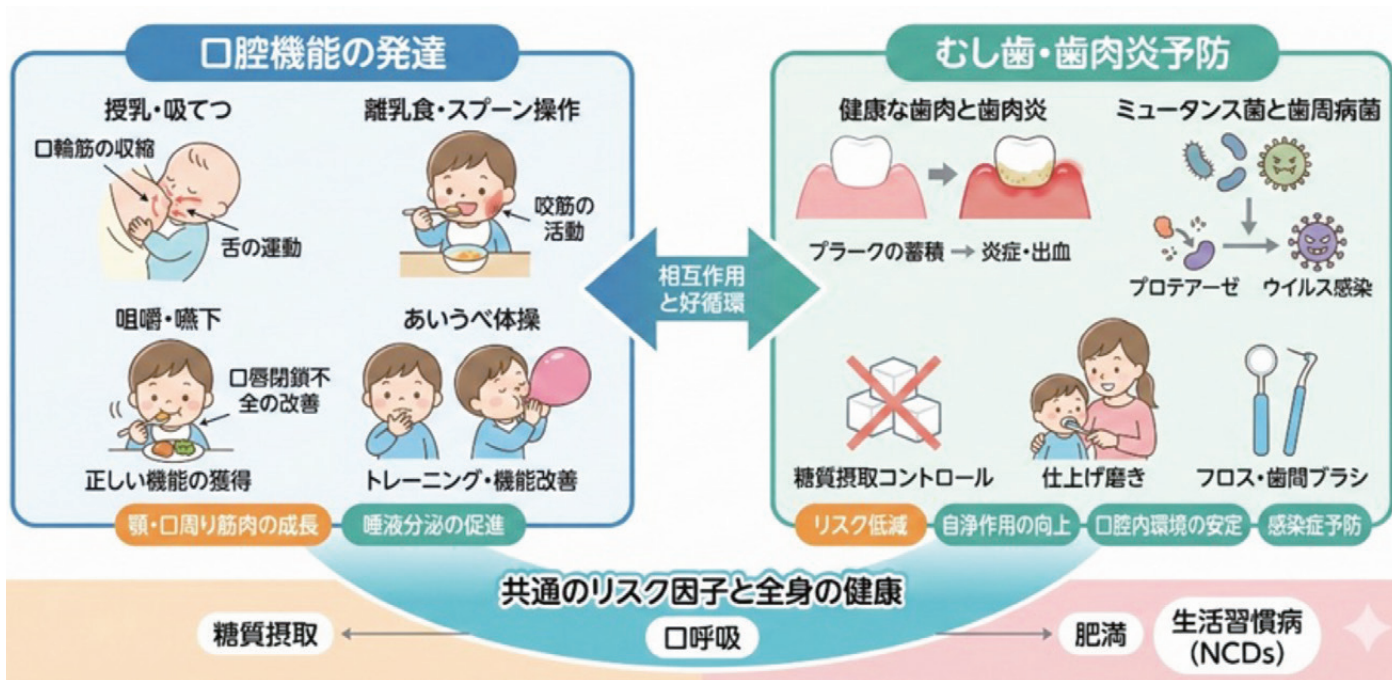 口腔機能の発達
授乳・吸てつ
口輪筋の収縮
舌の運動
離乳食・スプーン操作
咬筋の
活動
咀嚼・嚥下
口唇閉鎖不
全の改善
正しい機能の獲得
あいうべ体操
トレーニング・機能改善
顎・口周り筋肉の成長
唾液分泌の促進
相互作用
と好循環
むし歯・歯肉炎予防
健康な歯肉と歯肉炎
プラークの蓄積 → 炎症・出血
ミュータンス菌と歯周病菌
プロテアーゼ
ウイルス感染
糖質摂取コントロール
仕上げ磨き
フロス・歯間ブラシ
リスク低減
自浄作用の向上
口腔内環境の安定
感染症予防
共通のリスク因子と全身の健康
糖質摂取
口呼吸
肥満
生活習慣病
(NCDs)